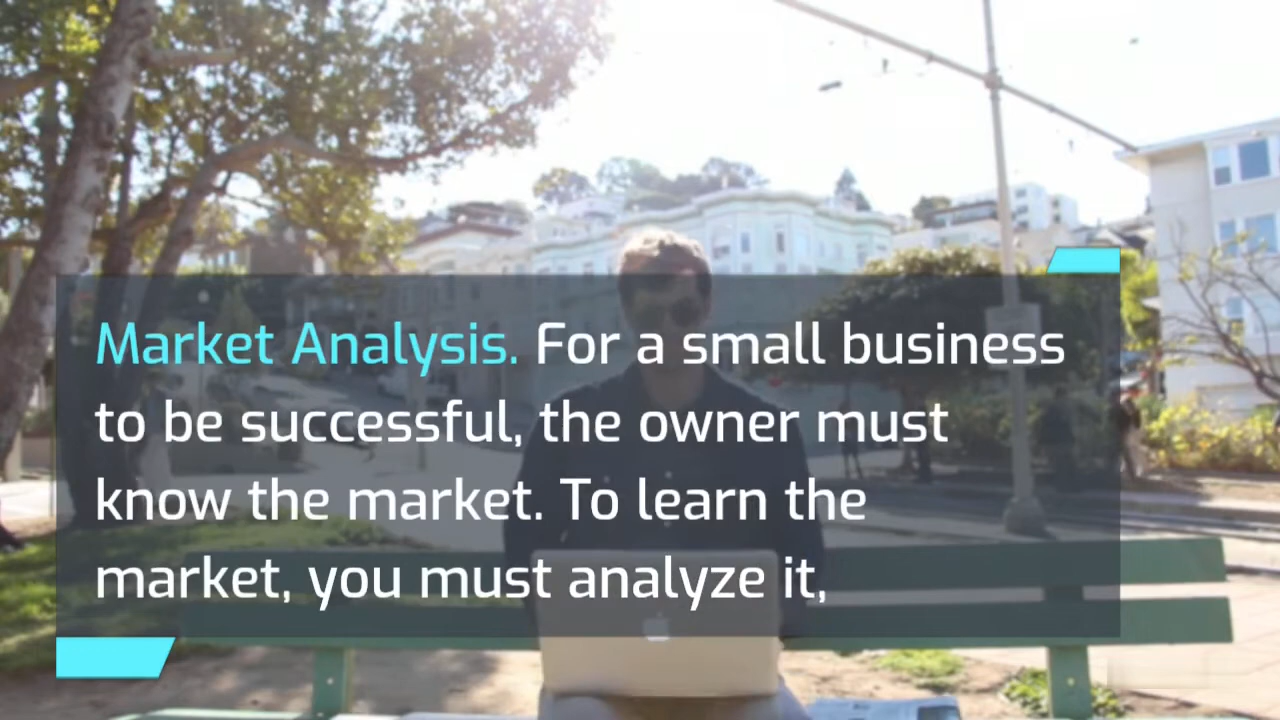 Market Analysis. For a small business
to be successful, the owner must
know the market. To learn the
market, you must analyze it,